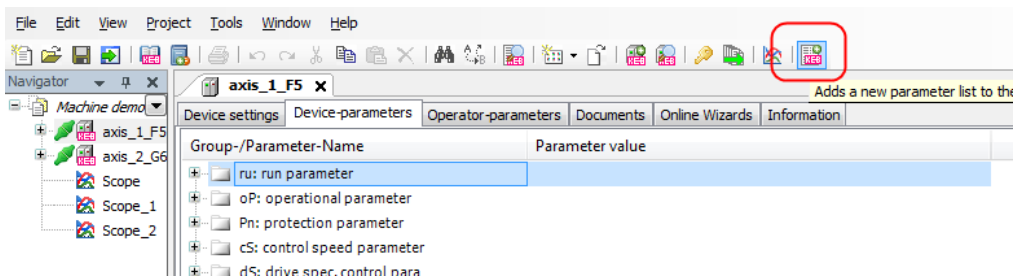 File Edit View Project Tools Window Help
Navigator
axis_1_F5
Adds a new parameter list to the
Machine demo
Device settings Device-parameters Operator-parameters Documents Online Wizards Information
axis_1_F5
Group-/Parameter-Name Parameter value
axis_2_G6
ru: run parameter
Scope
oP: operational parameter
Scope_1
Pn: protection parameter
Scope_2
cS: control speed parameter
dS: drive spec. control para